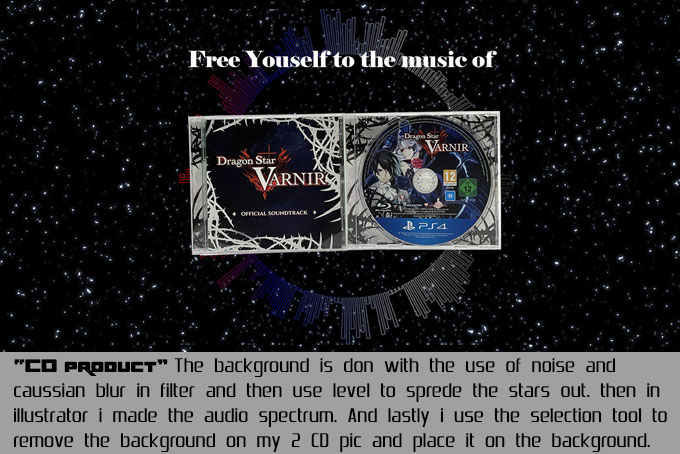 Free Youself to the music of
Dragon Star
VARNIR
✦ OFFICIAL SOUNDTRACK ✦
Dragon Star
VARNIR
12
PS4
"CD PRODUCT" The background is don with the use of noise and
caussian blur in filter and then use level to sprede the stars out. then in
illustrator i made the audio spectrum. And lastly i use the selection tool to
remove the background on my 2 CD pic and place it on the background.